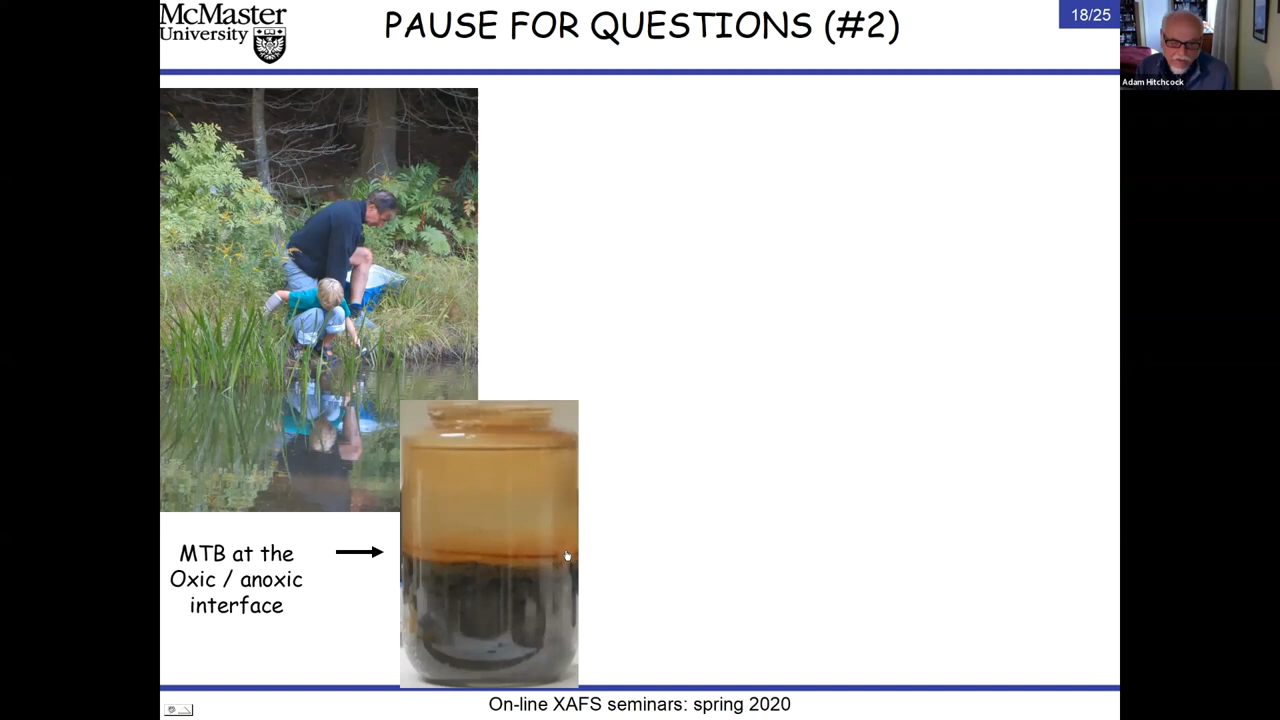 McMaster
University
PAUSE FOR QUESTIONS (#2)
18/25
Adam Hitchcock
MTB at the
Oxic / anoxic
interface
On-line XAFS seminars: spring 2020